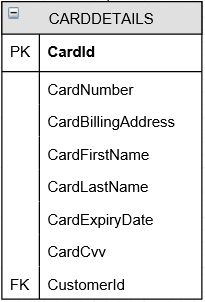 CARDDETAILS
PK CardId
CardNumber
CardBillingAddress
CardFirstName
CardLastName
CardExpiryDate
CardCvv
FK CustomerId